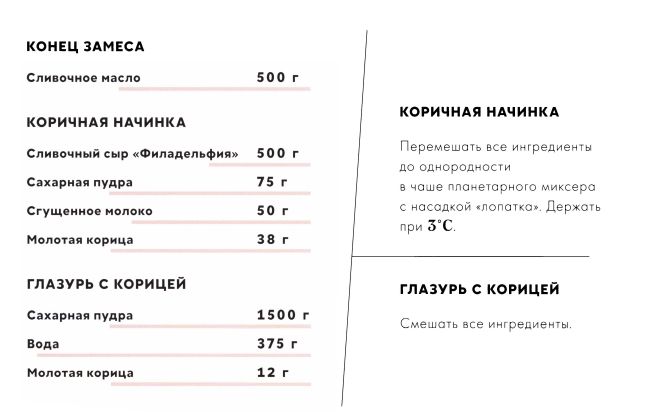 КОНЕЦ ЗАМЕСА
Сливочное масло 500 г
КОРИЧНАЯ НАЧИНКА
Сливочный сыр «Филадельфия» 500 г
Сахарная пудра 75 г
Сгущенное молоко 50 г
Молотая корица 38 г
ГЛАЗУРЬ С КОРИЦЕЙ
Сахарная пудра 1500 г
Вода 375 г
Молотая корица 12 г
КОРИЧНАЯ НАЧИНКА
Перемешать все ингредиенты
до однородности
в чаше планетарного миксера
с насадкой «лопатка». Держать
при 3°C.
ГЛАЗУРЬ С КОРИЦЕЙ
Смешать все ингредиенты.